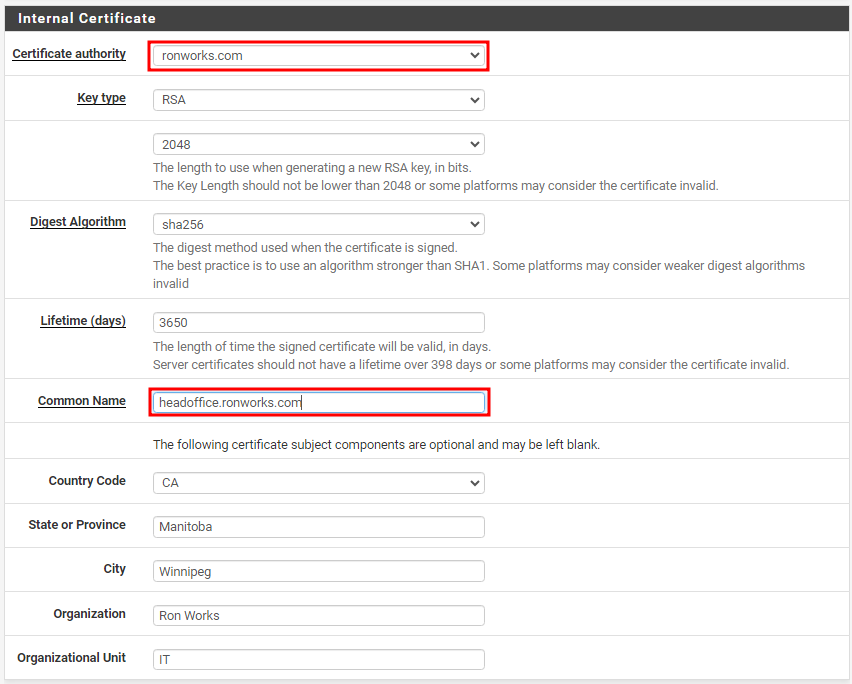 Internal Certificate
Certificate authority
ronworks.com
Key type
RSA
2048
The length to use when generating a new RSA key, in bits.
The Key Length should not be lower than 2048 or some platforms may consider the certificate invalid.
Digest Algorithm
sha256
The digest method used when the certificate is signed.
The best practice is to use an algorithm stronger than SHA1. Some platforms may consider weaker digest algorithms
invalid
Lifetime (days)
3650
The length of time the signed certificate will be valid, in days.
Server certificates should not have a lifetime over 398 days or some platforms may consider the certificate invalid.
Common Name
headoffice.ronworks.com
The following certificate subject components are optional and may be left blank.
Country Code
CA
State or Province
Manitoba
City
Winnipeg
Organization
Ron Works
Organizational Unit
IT